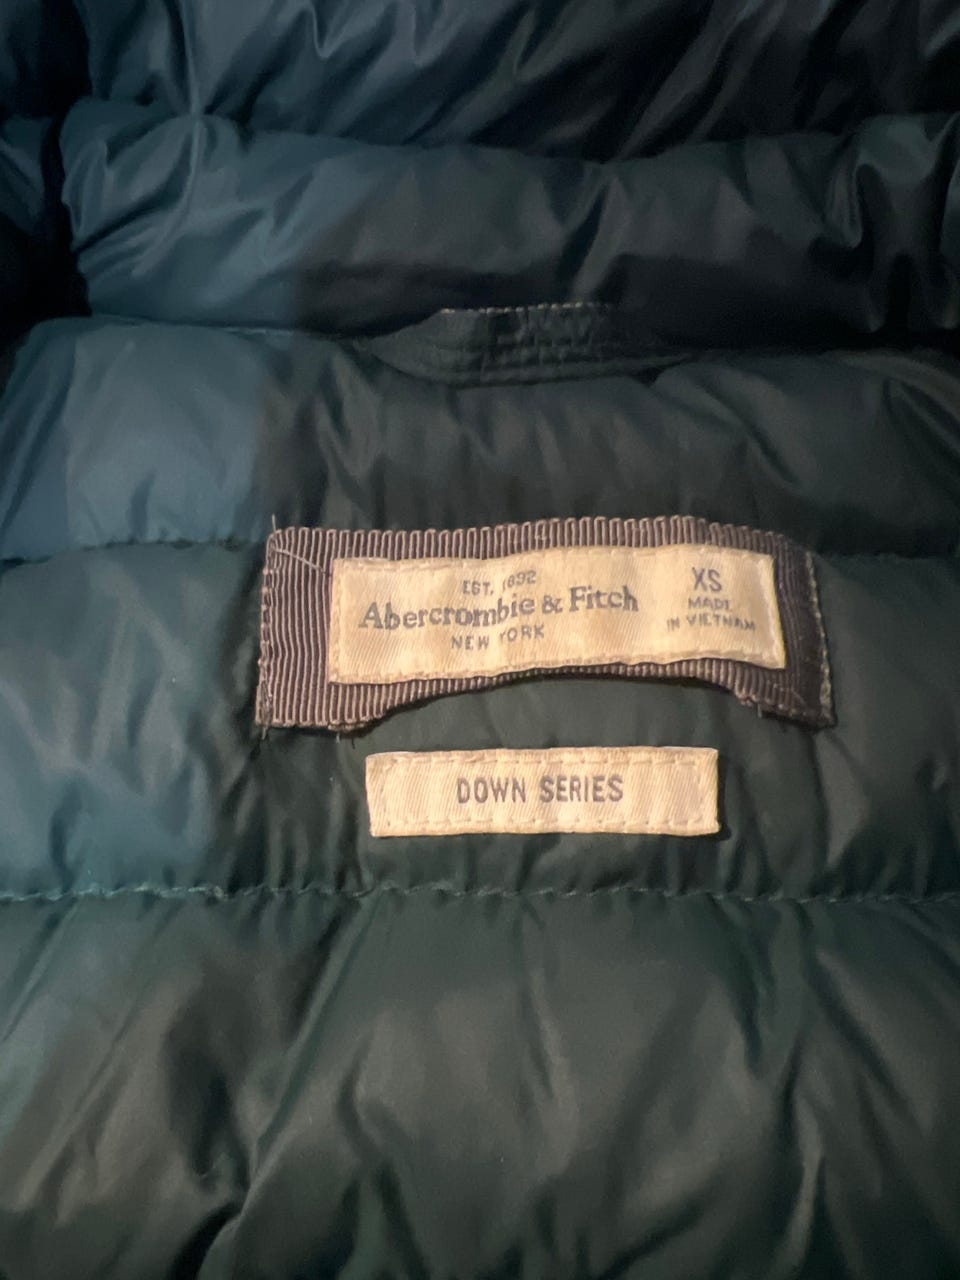 EST. 1892
Abercrombie & Fitch
NEW YORK
XS
MADE
IN VIETNAM
DOWN SERIES